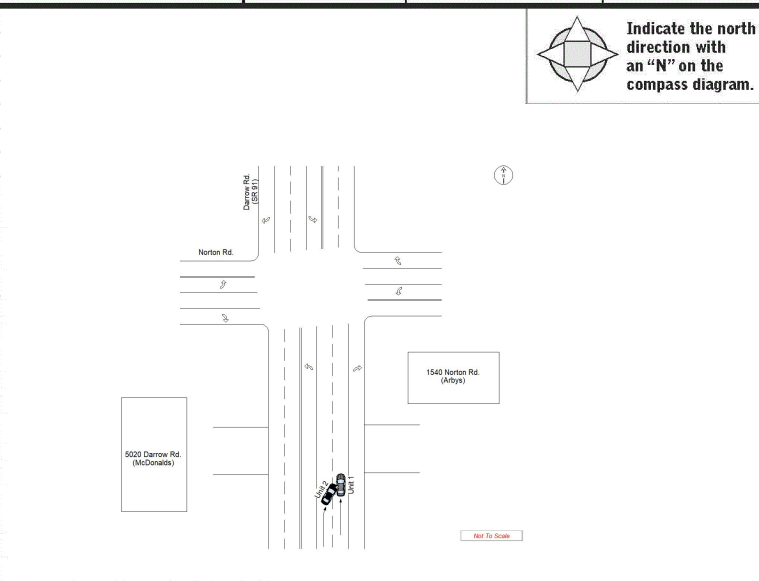 Indicate the north
direction with
an “N” on the
compass diagram.
Darrow Rd.
(SR 91)
N
Norton Rd.
1540 Norton Rd.
(Arbys)
5020 Darrow Rd.
(McDonalds)
Unit 2
Unit 1
Not To Scale